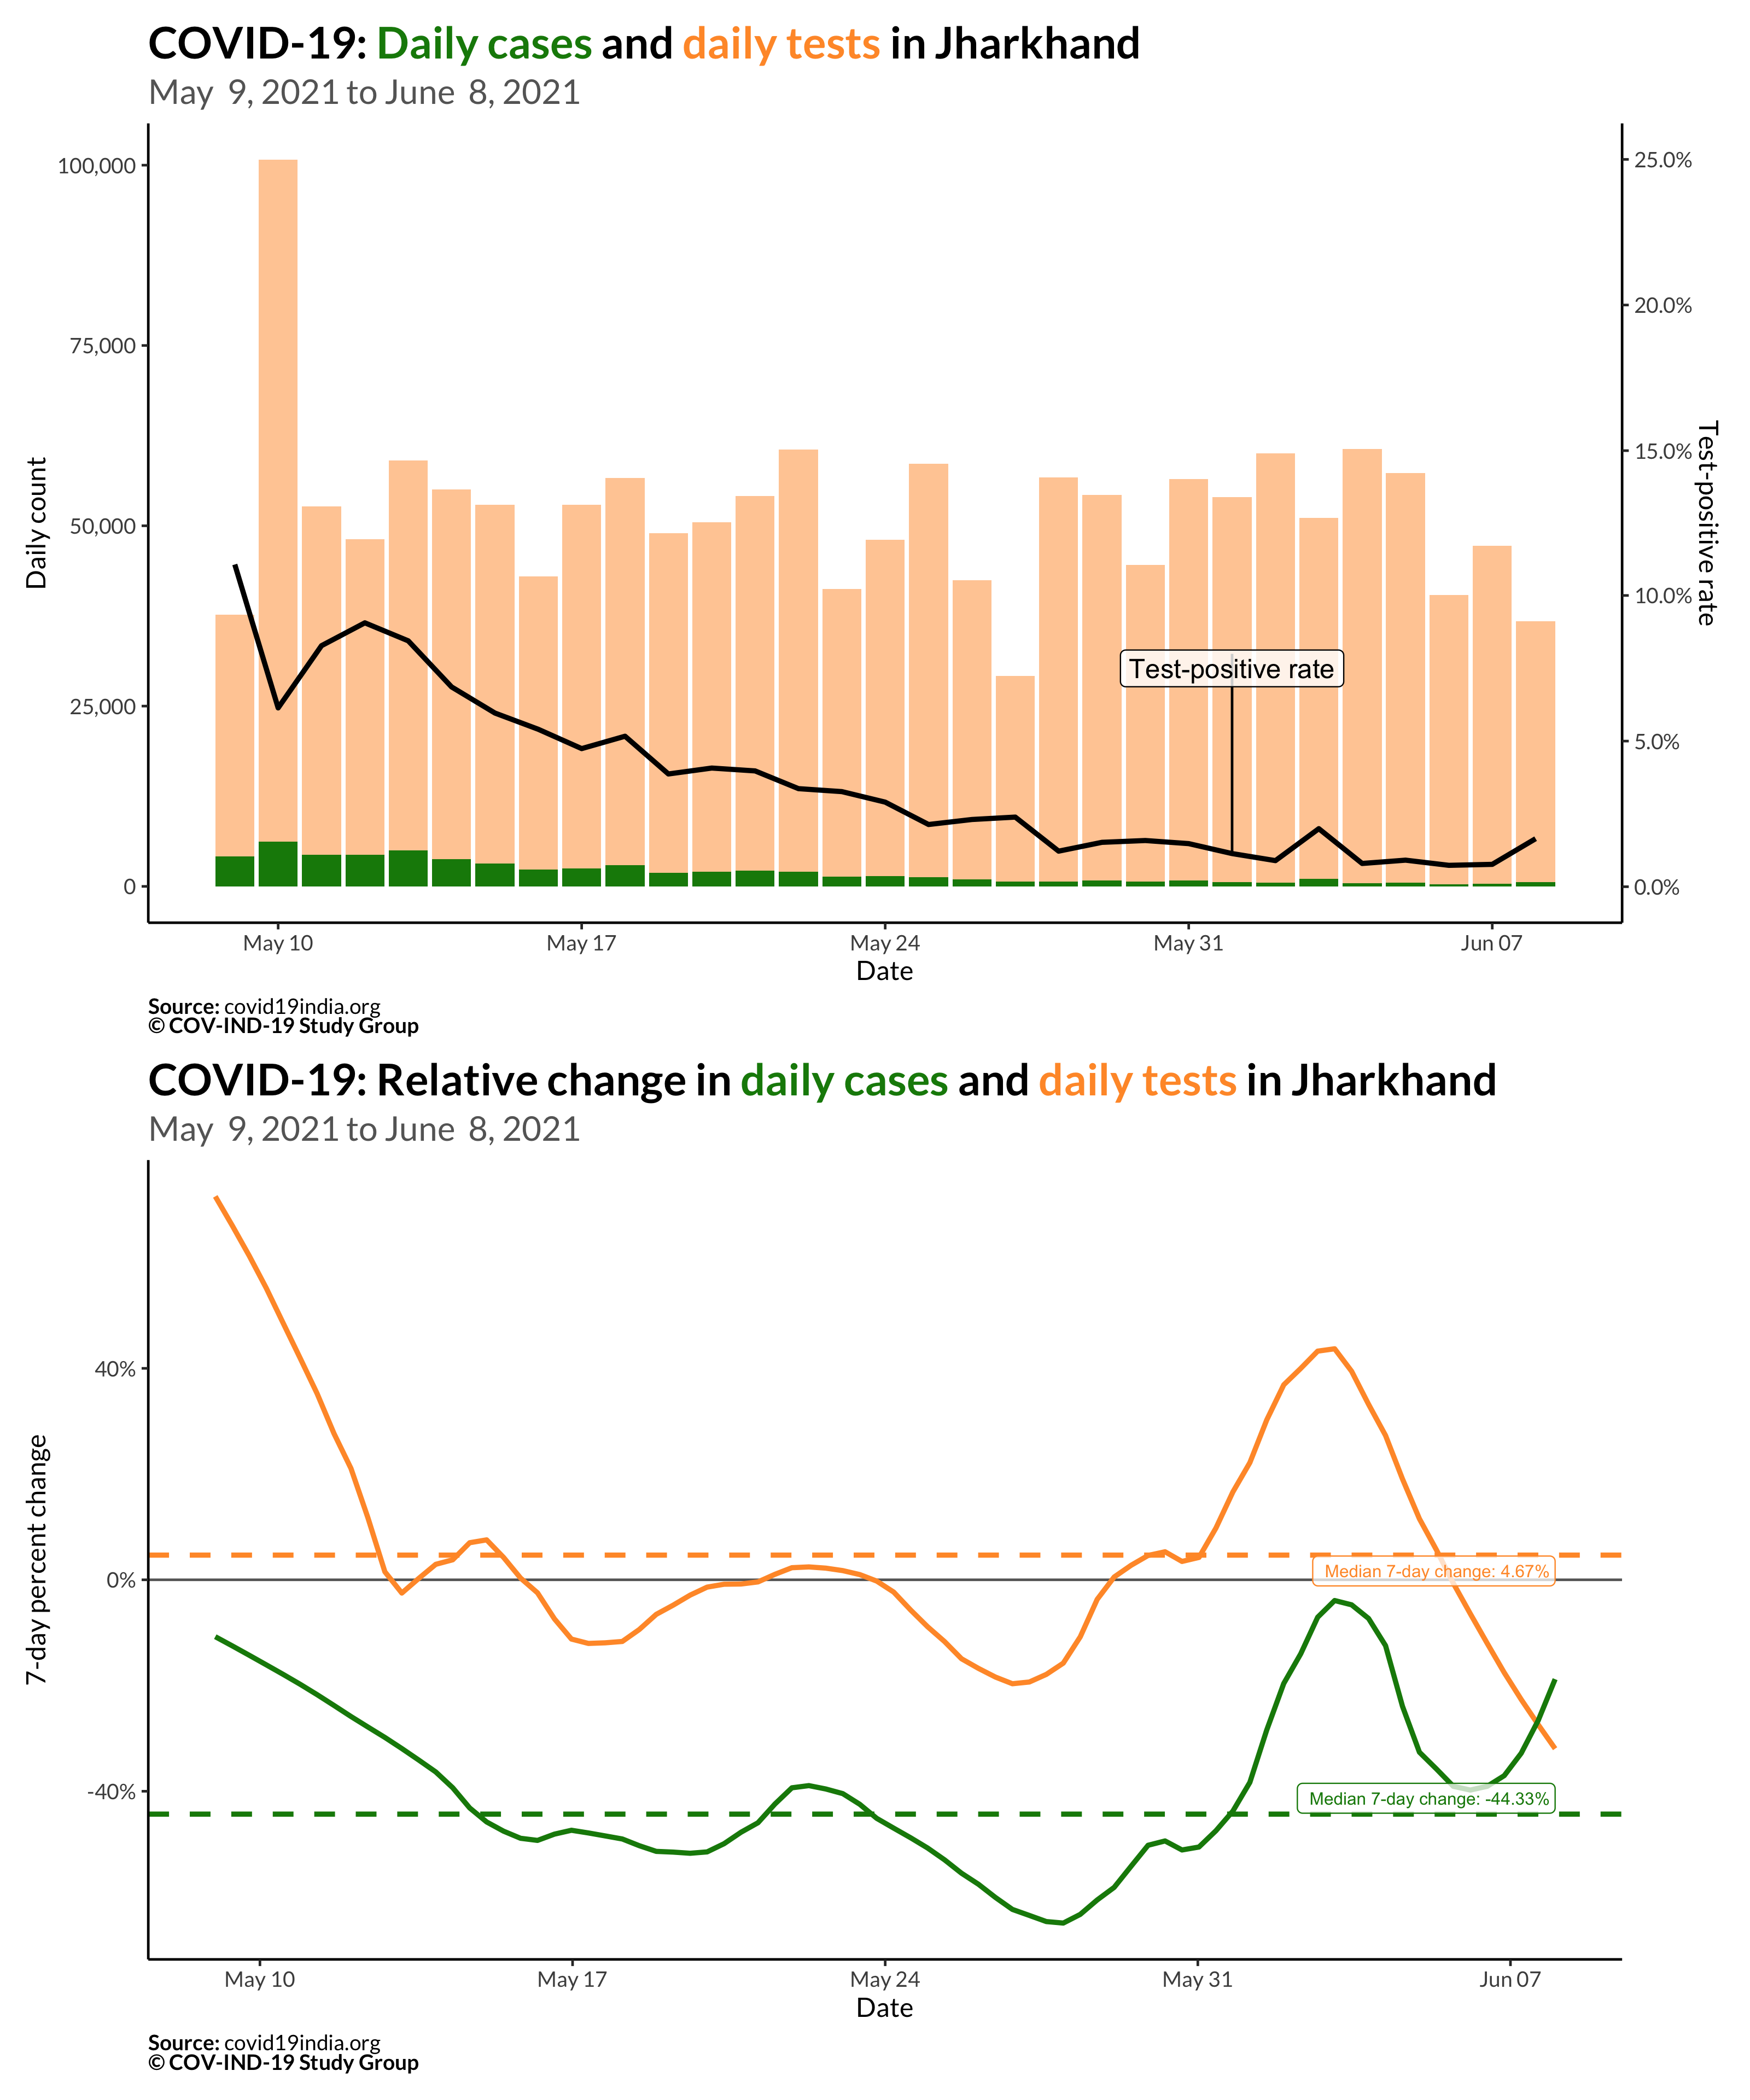 COVID-19: Daily cases and daily tests in Jharkhand
May 9, 2021 to June 8, 2021
100,000
75,000
50,000
25,000
0
Daily count
25.0%
20.0%
15.0%
10.0%
5.0%
0.0%
Test-positive rate
Test-positive rate
May 10
May 17
May 24
May 31
Jun 07
Date
Source: covid19india.org
© COV-IND-19 Study Group
COVID-19: Relative change in daily cases and daily tests in Jharkhand
May 9, 2021 to June 8, 2021
40%
0%
-40%
7-day percent change
Median 7-day change: 4.67%
Median 7-day change: -44.33%
May 10
May 17
May 24
May 31
Jun 07
Date
Source: covid19india.org
© COV-IND-19 Study Group